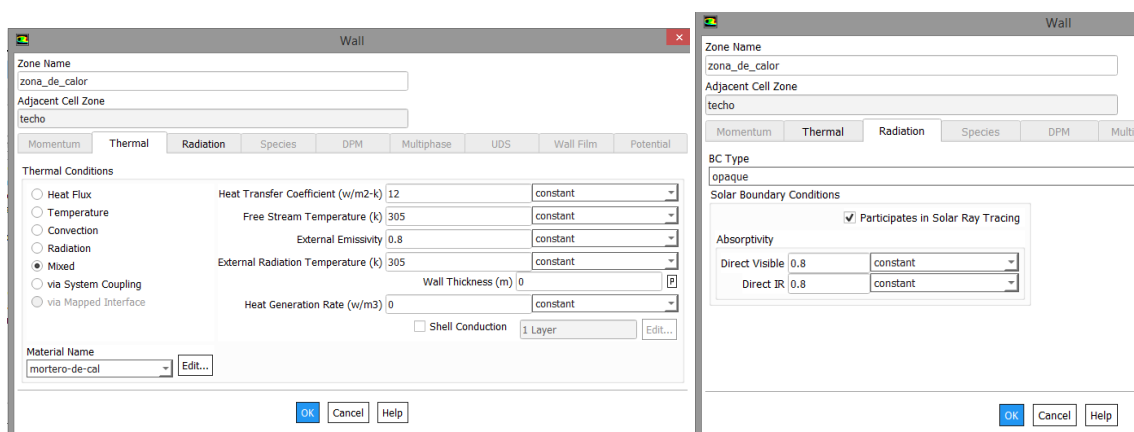 Wall
Zone Name
zona_de_calor
Adjacent Cell Zone
techo
Momentum Thermal Radiation Species DPM Multiphase UDS Wall Film Potential
Thermal Conditions
Heat Flux
Temperature
Convection
Radiation
Mixed
via System Coupling
via Mapped Interface
Heat Transfer Coefficient (w/m2-k) 12 constant
Free Stream Temperature (k) 305 constant
External Emissivity 0.8 constant
External Radiation Temperature (k) 305 constant
Wall Thickness (m) 0 P
Heat Generation Rate (w/m3) 0 constant
Shell Conduction 1 Layer Edit...
Material Name
mortero-de-cal Edit...
OK Cancel Help
Wall
Zone Name
zona_de_calor
Adjacent Cell Zone
techo
Momentum Thermal Radiation Species DPM Multi
BC Type
opaque
Solar Boundary Conditions
Participates in Solar Ray Tracing
Absorptivity
Direct Visible 0.8 constant
Direct IR 0.8 constant
OK Cancel Help